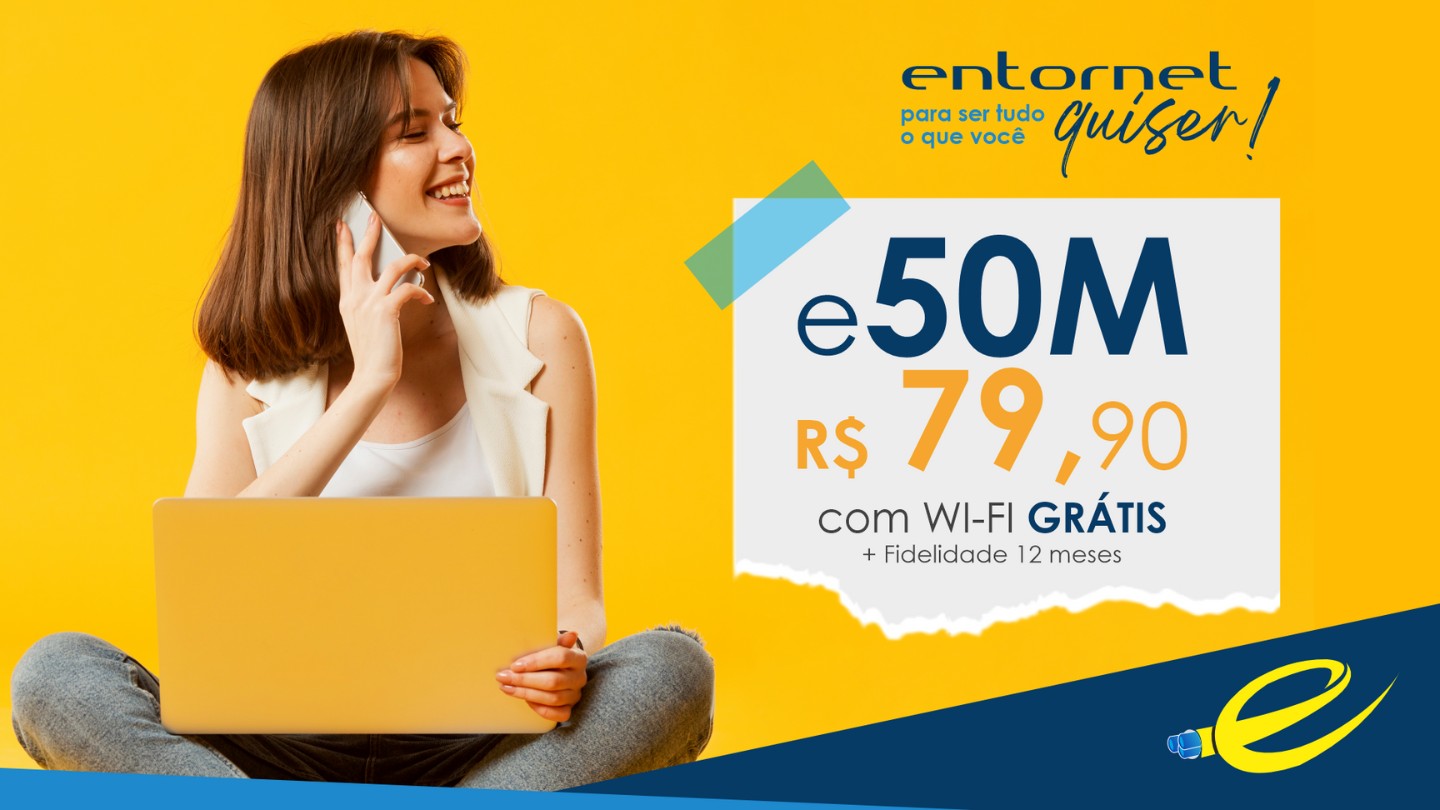 entornet
para ser tudo
o que você quiser!
e50M
R$ 79,90
com WI-FI GRÁTIS
+ Fidelidade 12 meses
e